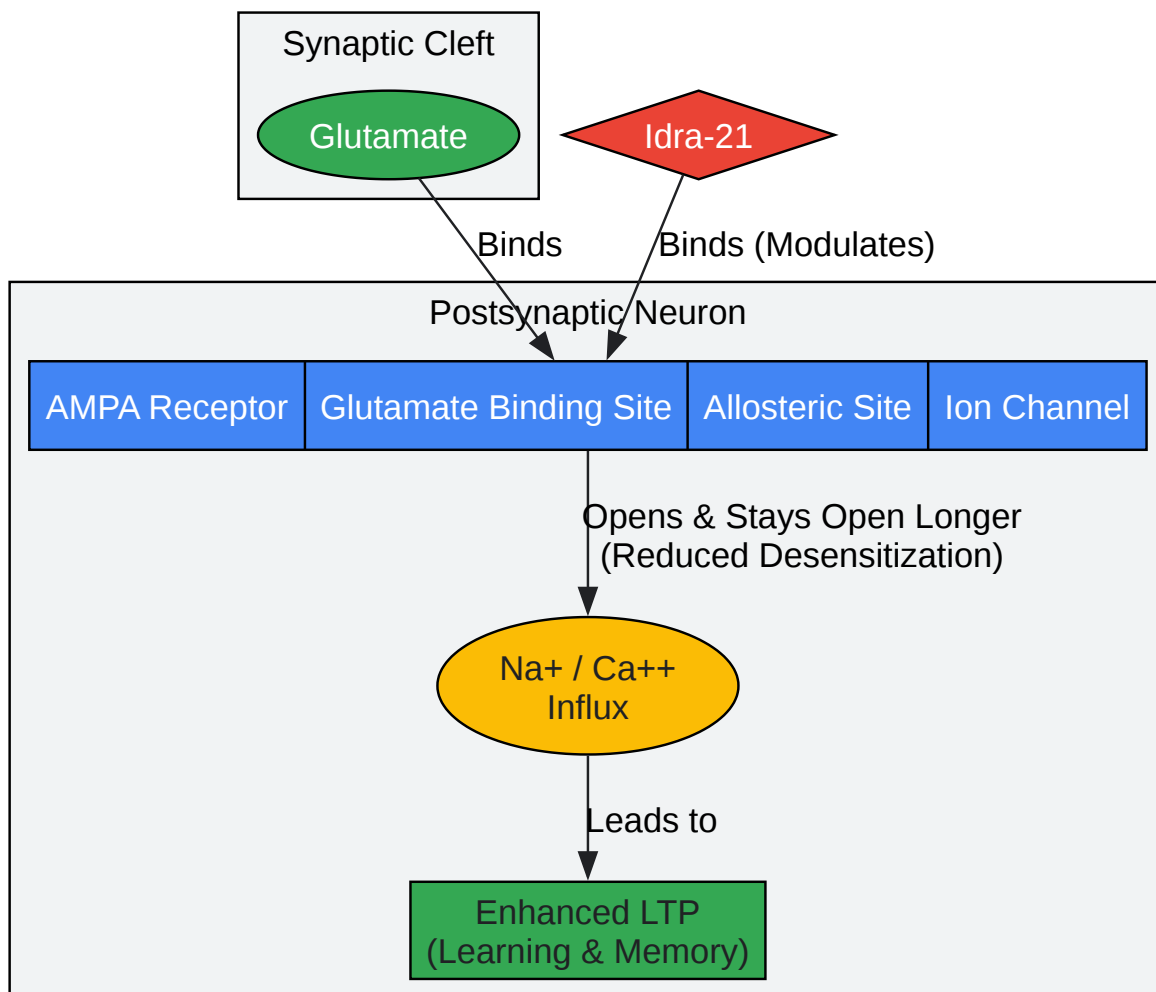 Synaptic Cleft
Glutamate
Idra-21
Binds
Binds (Modulates)
Postsynaptic Neuron
AMPA Receptor
Glutamate Binding Site
Allosteric Site
Ion Channel
Opens & Stays Open Longer
(Reduced Desensitization)
Na+ / Ca++
Influx
Leads to
Enhanced LTP
(Learning & Memory)